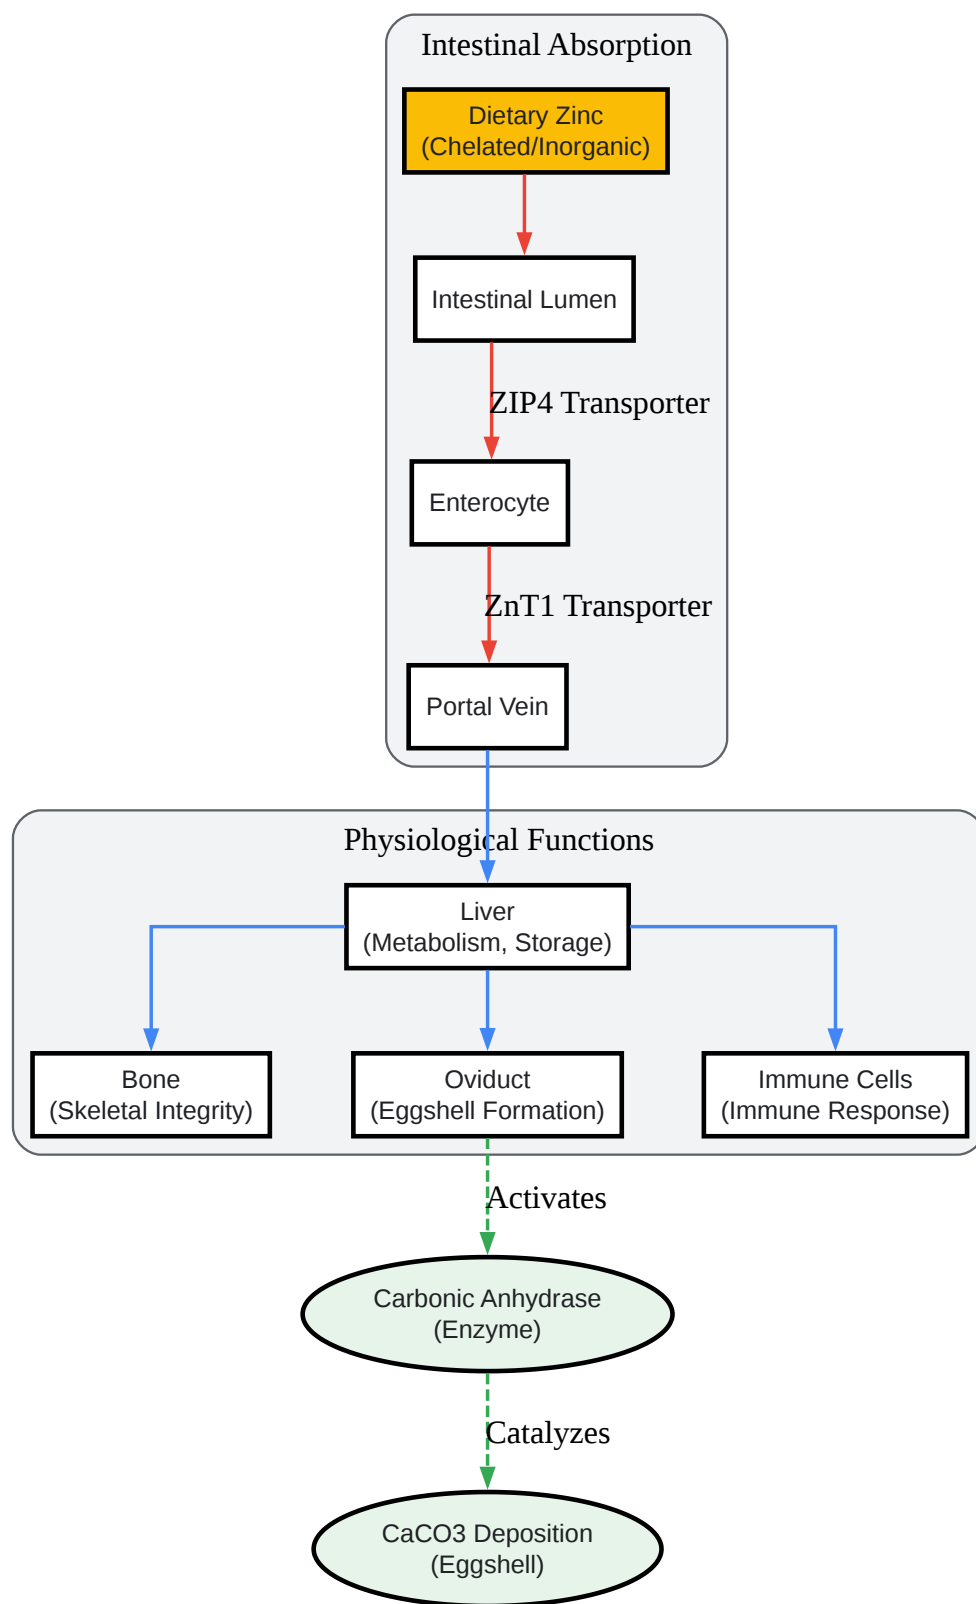 Intestinal Absorption
Dietary Zinc
(Chelated/Inorganic)
Intestinal Lumen
ZIP4 Transporter
Enterocyte
ZnT1 Transporter
Portal Vein
Physiological Functions
Liver
(Metabolism, Storage)
Bone
(Skeletal Integrity)
Oviduct
(Eggshell Formation)
Immune Cells
(Immune Response)
Activates
Carbonic Anhydrase
(Enzyme)
Catalyzes
CaCO3 Deposition
(Eggshell)